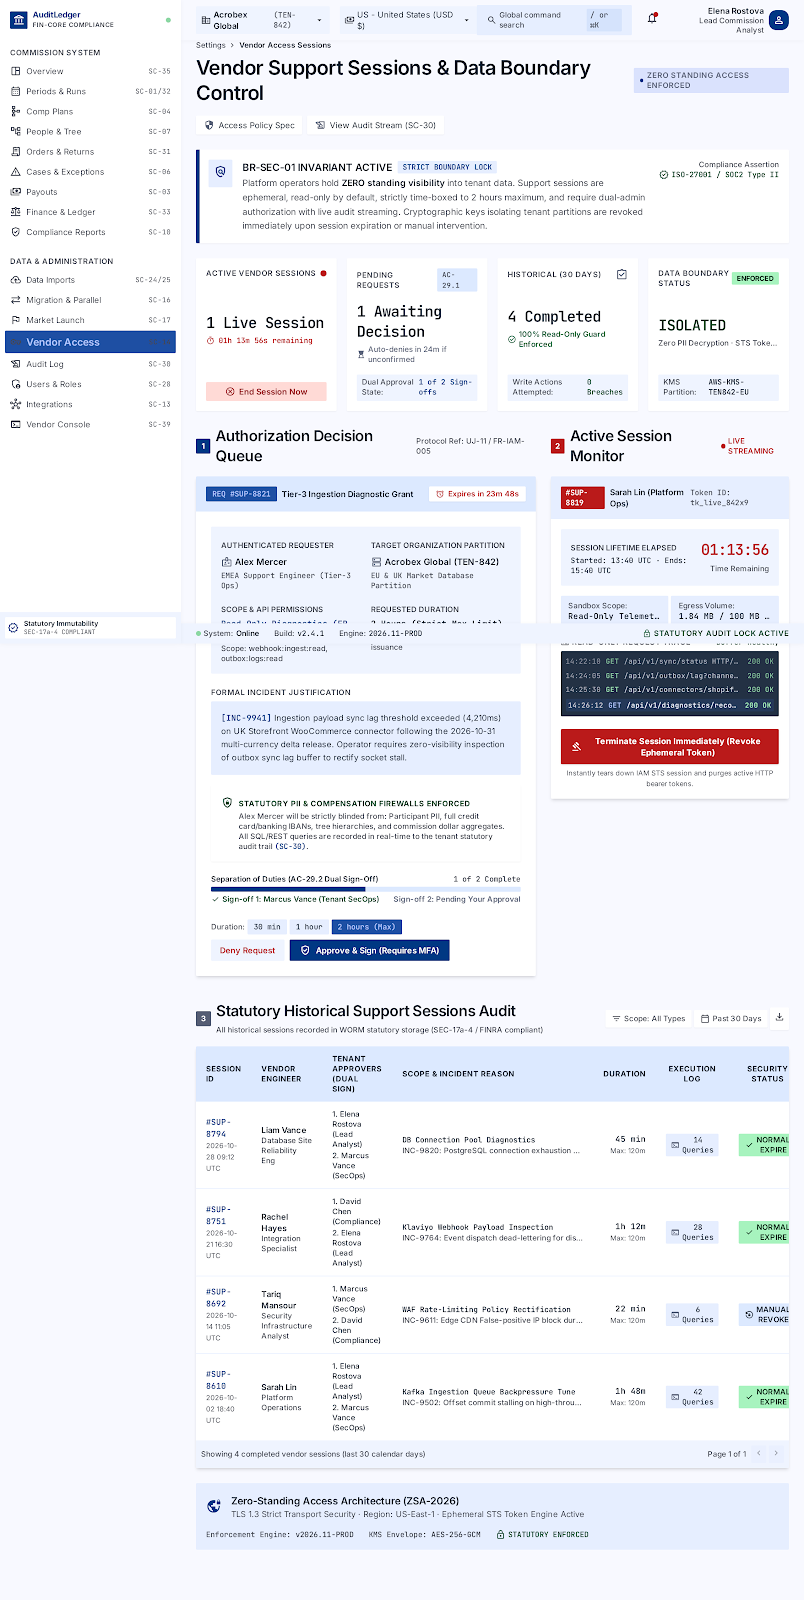 AuditLedger
FIN-CORE COMPLIANCE
COMMISSION SYSTEM
Overview SC-35
Periods & Runs SC-01/32
Comp Plans SC-04
People & Tree SC-07
Orders & Returns SC-31
Cases & Exceptions SC-06
Payouts SC-03
Finance & Ledger SC-33
Compliance Reports SC-18
DATA & ADMINISTRATION
Data Imports SC-24/25
Migration & Parallel SC-16
Market Launch SC-17
Vendor Access
Audit Log SC-30
Users & Roles SC-28
Integrations SC-13
Vendor Console SC-39
Statutory Immutability
SEC-17a-4 COMPLIANT
Acrobex Global (TEN-842)
US - United States (USD $)
Global command search / or ⌘K
Elena Rostova
Lead Commission Analyst
Settings > Vendor Access Sessions
Vendor Support Sessions & Data Boundary Control
ZERO STANDING ACCESS ENFORCED
Access Policy Spec
View Audit Stream (SC-30)
BR-SEC-01 INVARIANT ACTIVE STRICT BOUNDARY LOCK
Platform operators hold ZERO standing visibility into tenant data. Support sessions are
ephemeral, read-only by default, strictly time-boxed to 2 hours maximum, and require dual-admin
authorization with live audit streaming. Cryptographic keys isolating tenant partitions are revoked
immediately upon session expiration or manual intervention.
Compliance Assertion
ISO-27001 / SOC2 Type II
ACTIVE VENDOR SESSIONS
1 Live Session
01h 13m 56s remaining
End Session Now
PENDING REQUESTS AC-29.1
1 Awaiting Decision
Auto-denies in 24m if unconfirmed
Dual Approval State: 1 of 2 Sign-offs
HISTORICAL (30 DAYS)
4 Completed
100% Read-Only Guard Enforced
Write Actions Attempted: 0 Breaches
DATA BOUNDARY STATUS ENFORCED
ISOLATED
Zero PII Decryption · STS Toke...
KMS Partition: AWS-KMS-TEN842-EU
1 Authorization Decision Queue
Protocol Ref: UJ-11 / FR-IAM-005
REQ #SUP-8821 Tier-3 Ingestion Diagnostic Grant Expires in 23m 48s
AUTHENTICATED REQUESTER
Alex Mercer
EMEA Support Engineer (Tier-3 Ops)
TARGET ORGANIZATION PARTITION
Acrobex Global (TEN-842)
EU & UK Market Database Partition
SCOPE & API PERMISSIONS
REQUESTED DURATION
Scope: webhook:ingest:read,
outbox:logs:read
issuance
FORMAL INCIDENT JUSTIFICATION
[INC-9941] Ingestion payload sync lag threshold exceeded (4,210ms)
on UK Storefront WooCommerce connector following the 2026-10-31
multi-currency delta release. Operator requires zero-visibility inspection
of outbox sync lag buffer to rectify socket stall.
STATUTORY PII & COMPENSATION FIREWALLS ENFORCED
Alex Mercer will be strictly blinded from: Participant PII, full credit
card/banking IBANs, tree hierarchies, and commission dollar aggregates.
All SQL/REST queries are recorded in real-time to the tenant statutory
audit trail (SC-30).
Separation of Duties (AC-29.2 Dual Sign-Off) 1 of 2 Complete
Sign-off 1: Marcus Vance (Tenant SecOps) Sign-off 2: Pending Your Approval
Duration: 30 min 1 hour 2 hours (Max)
Deny Request
Approve & Sign (Requires MFA)
2 Active Session Monitor
LIVE STREAMING
#SUP-8819 Sarah Lin (Platform Ops) Token ID: tk_live_842x9
SESSION LIFETIME ELAPSED
Started: 13:40 UTC · Ends: 15:40 UTC
01:13:56
Time Remaining
Sandbox Scope:
Read-Only Telemet…
Egress Volume:
1.84 MB / 100 MB …
System: Online Build: v2.4.1 Engine: 2026.11-PROD STATUTORY AUDIT LOCK ACTIVE
14:22:10 GET /api/v1/sync/status HTTP/… 200 OK
14:24:05 GET /api/v1/outbox/lag?channe… 200 OK
14:25:30 GET /api/v1/connectors/shopif… 200 OK
14:26:12 GET /api/v1/diagnostics/reco… 200 OK
Terminate Session Immediately (Revoke Ephemeral Token)
Instantly tears down IAM STS session and purges active HTTP bearer tokens.
3 Statutory Historical Support Sessions Audit
All historical sessions recorded in WORM statutory storage (SEC-17a-4 / FINRA compliant)
Scope: All Types
Past 30 Days
SESSION ID VENDOR ENGINEER TENANT APPROVERS (DUAL SIGN) SCOPE & INCIDENT REASON DURATION EXECUTION LOG SECURITY STATUS
#SUP-8794 2026-10-28 09:12 UTC Liam Vance Database Site Reliability Eng 1. Elena Rostova (Lead Analyst) 2. Marcus Vance (SecOps) DB Connection Pool Diagnostics INC-9820: PostgreSQL connection exhaustion ... 45 min Max: 120m 14 Queries NORMAL EXPIRE
#SUP-8751 2026-10-21 16:30 UTC Rachel Hayes Integration Specialist 1. David Chen (Compliance) 2. Elena Rostova (Lead Analyst) Klaviyo Webhook Payload Inspection INC-9764: Event dispatch dead-lettering for dis... 1h 12m Max: 120m 28 Queries NORMAL EXPIRE
#SUP-8692 2026-10-14 11:05 UTC Tariq Mansour Security Infrastructure Analyst 1. Marcus Vance (SecOps) 2. David Chen (Compliance) WAF Rate-Limiting Policy Rectification INC-9611: Edge CDN False-positive IP block dur... 22 min Max: 120m 6 Queries MANUAL REVOKE
#SUP-8610 2026-10-02 18:40 UTC Sarah Lin Platform Operations 1. Elena Rostova (Lead Analyst) 2. Marcus Vance (SecOps) Kafka Ingestion Queue Backpressure Tune INC-9502: Offset commit stalling on high-throu... 1h 48m Max: 120m 42 Queries NORMAL EXPIRE
Showing 4 completed vendor sessions (last 30 calendar days) Page 1 of 1
Zero-Standing Access Architecture (ZSA-2026)
TLS 1.3 Strict Transport Security · Region: US-East-1 · Ephemeral STS Token Engine Active
Enforcement Engine: v2026.11-PROD KMS Envelope: AES-256-GCM STATUTORY ENFORCED